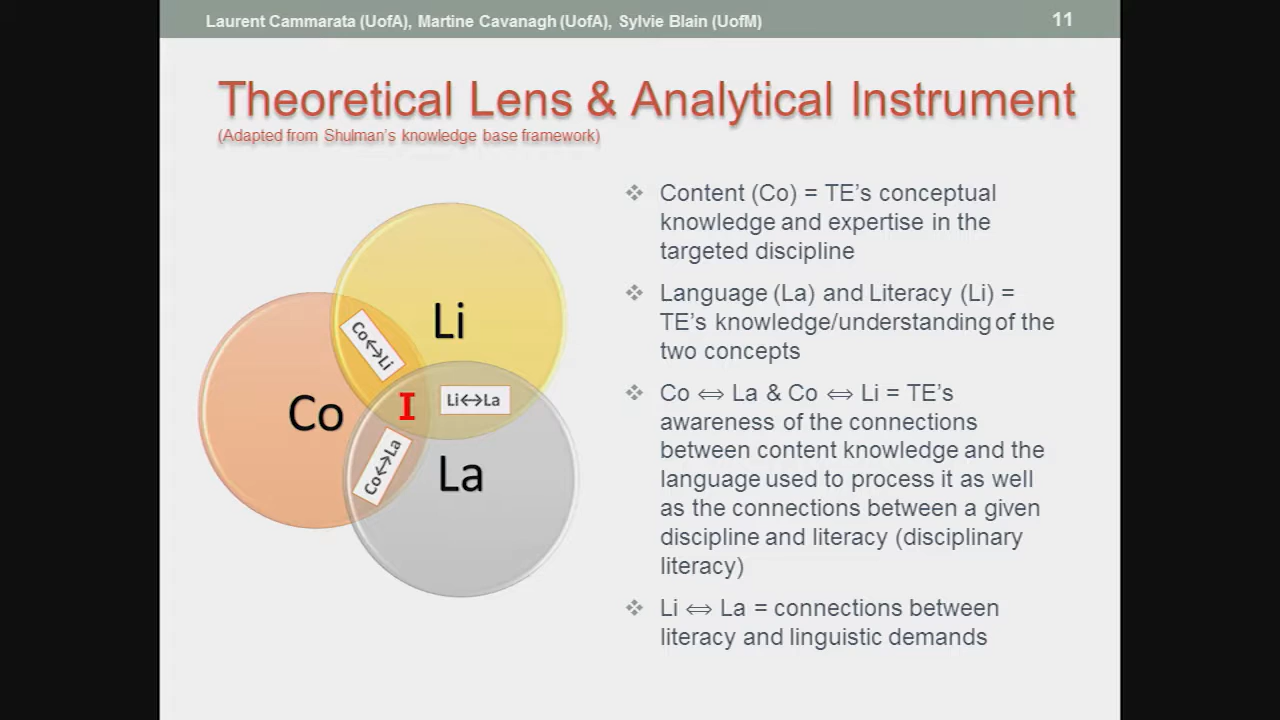 Laurent Cammarata (UofA), Martine Cavanagh (UofA), Sylvie Blain (UofM)
11
Theoretical Lens & Analytical Instrument
(Adapted from Shulman's knowledge base framework)
Li
Co↔Li
Co
I
Li↔La
Co↔La
La
❖ Content (Co) = TE's conceptual
knowledge and expertise in the
targeted discipline
❖ Language (La) and Literacy (Li) =
TE's knowledge/understanding of the
two concepts
❖ Co ⇔ La & Co ⇔ Li = TE's
awareness of the connections
between content knowledge and the
language used to process it as well
as the connections between a given
discipline and literacy (disciplinary
literacy)
❖ Li ⇔ La = connections between
literacy and linguistic demands